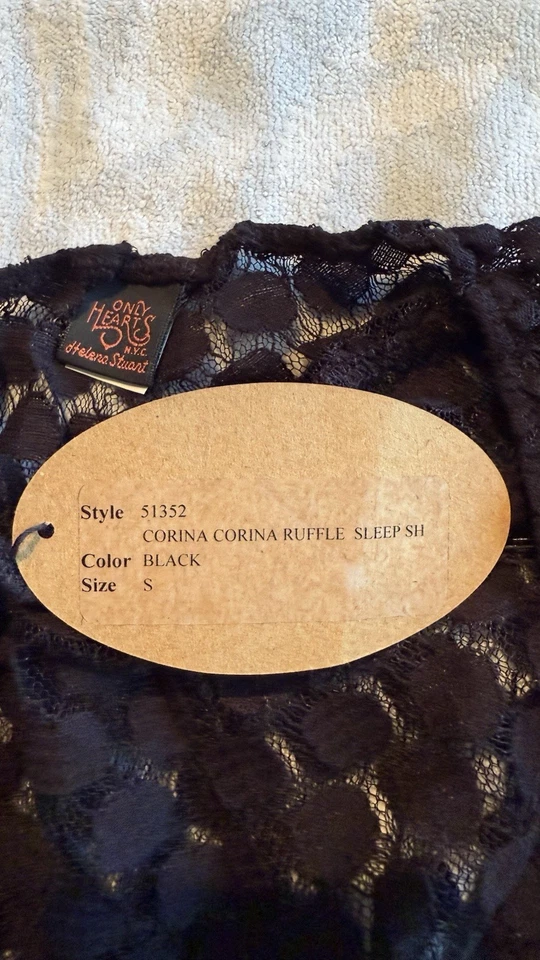 ONLY
HEARTS
N.Y.C.
Helena Stuart
Style 51352
CORINA CORINA RUFFLE SLEEP SH
Color BLACK
Size S